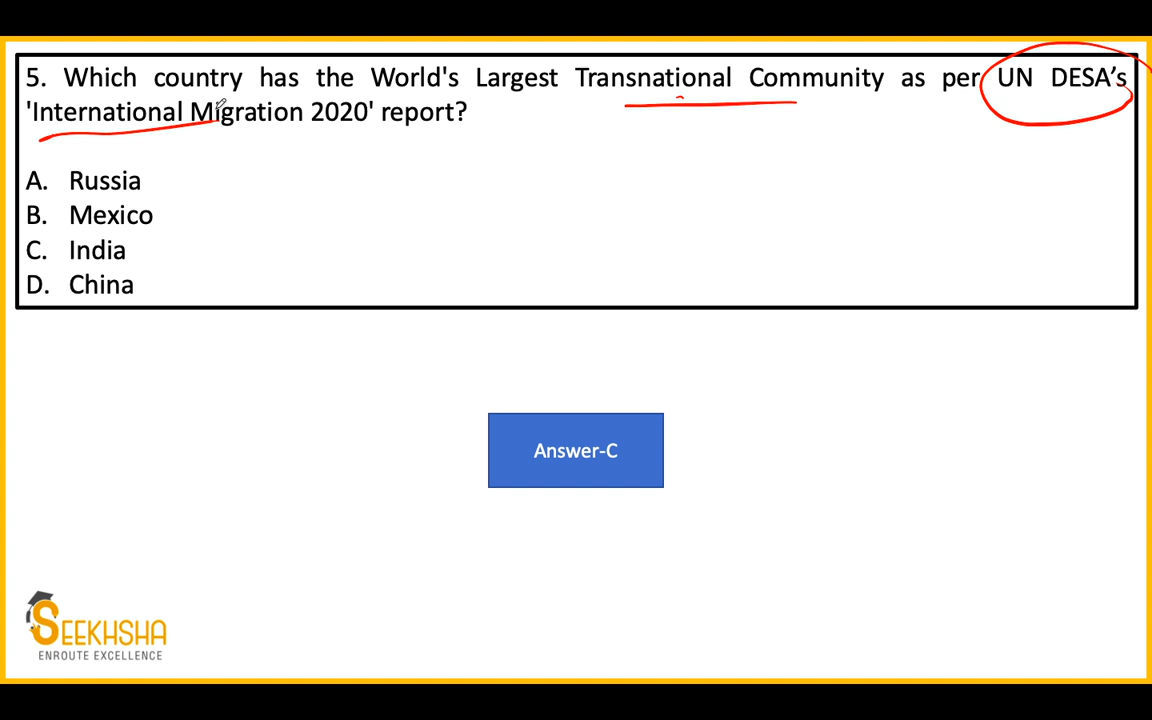 5. Which country has the World's Largest Transnational Community as per UN DESA’s
'International Migration 2020' report?
A. Russia
B. Mexico
C. India
D. China
Answer-C
SEEKHSHA
ENROUTE EXCELLENCE